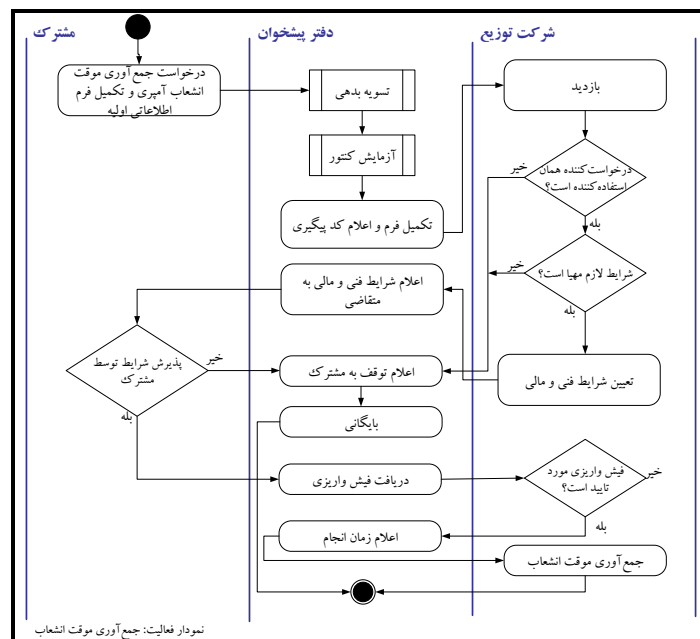 شرکت توزیع
دفتر پیشخوان
مشترک
درخواست جمع‌آوری موقت
انشعاب آمپری و تکمیل فرم
اطلاعاتی اولیه
تسویه بدهی
بازدید
آزمایش کنتور
درخواست‌کننده همان
استفاده‌کننده است؟
خیر
بله
تکمیل فرم و اعلام کد پیگیری
شرایط لازم مهیا است؟
خیر
بله
اعلام شرایط فنی و مالی به
متقاضی
پذیرش شرایط توسط
مشترک
خیر
بله
اعلام توقف به مشترک
تعیین شرایط فنی و مالی
بایگانی
دریافت فیش واریزی
فیش واریزی مورد
تایید است؟
خیر
بله
اعلام زمان انجام
جمع‌آوری موقت انشعاب
نمودار فعالیت: جمع‌آوری موقت انشعاب